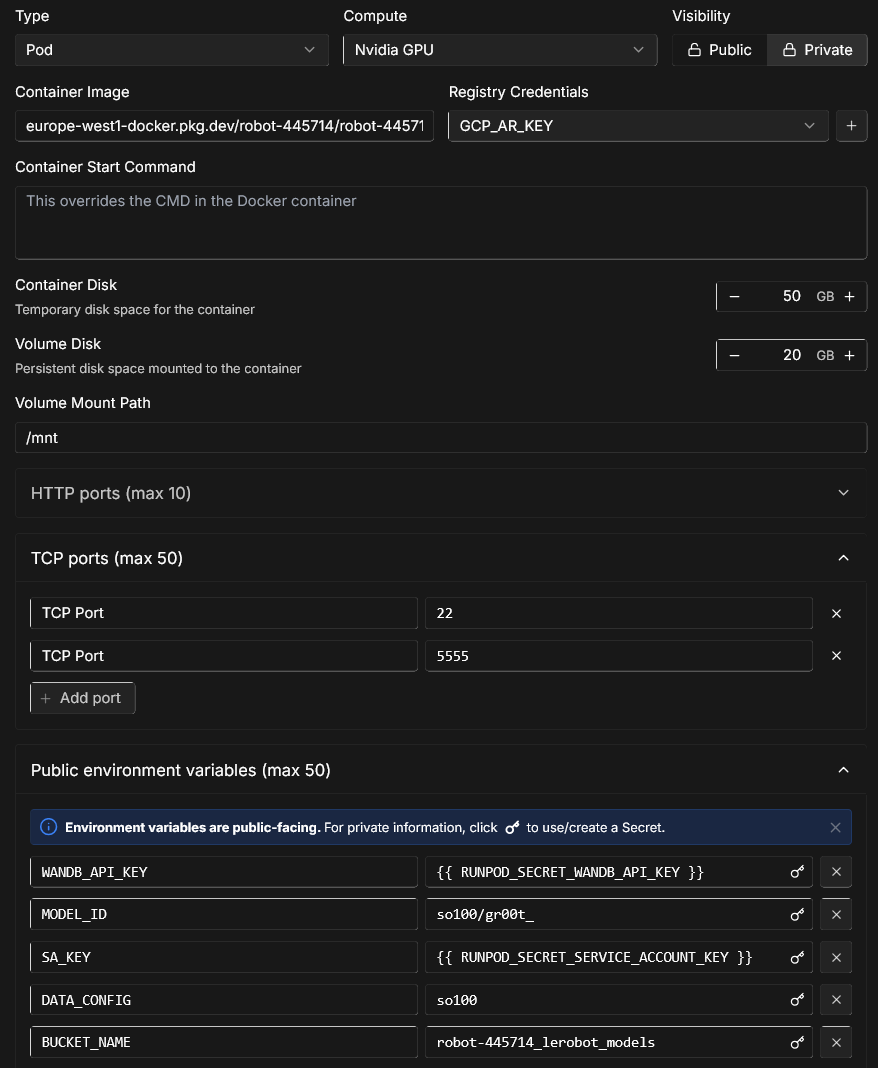 Type Compute Visibility
Pod Nvidia GPU Public Private
Container Image Registry Credentials
europe-west1-docker.pkg.dev/robot-445714/robot-44571 GCP_AR_KEY +
Container Start Command
This overrides the CMD in the Docker container
Container Disk
Temporary disk space for the container
− 50 GB +
Volume Disk
Persistent disk space mounted to the container
− 20 GB +
Volume Mount Path
/mnt
HTTP ports (max 10)
TCP ports (max 50)
TCP Port 22
TCP Port 5555
+ Add port
Public environment variables (max 50)
Environment variables are public-facing. For private information, click to use/create a Secret.
WANDB_API_KEY {{ RUNPOD_SECRET_WANDB_API_KEY }}
MODEL_ID so100/gr00t_
SA_KEY {{ RUNPOD_SECRET_SERVICE_ACCOUNT_KEY }}
DATA_CONFIG so100
BUCKET_NAME robot-445714_lerobot_models